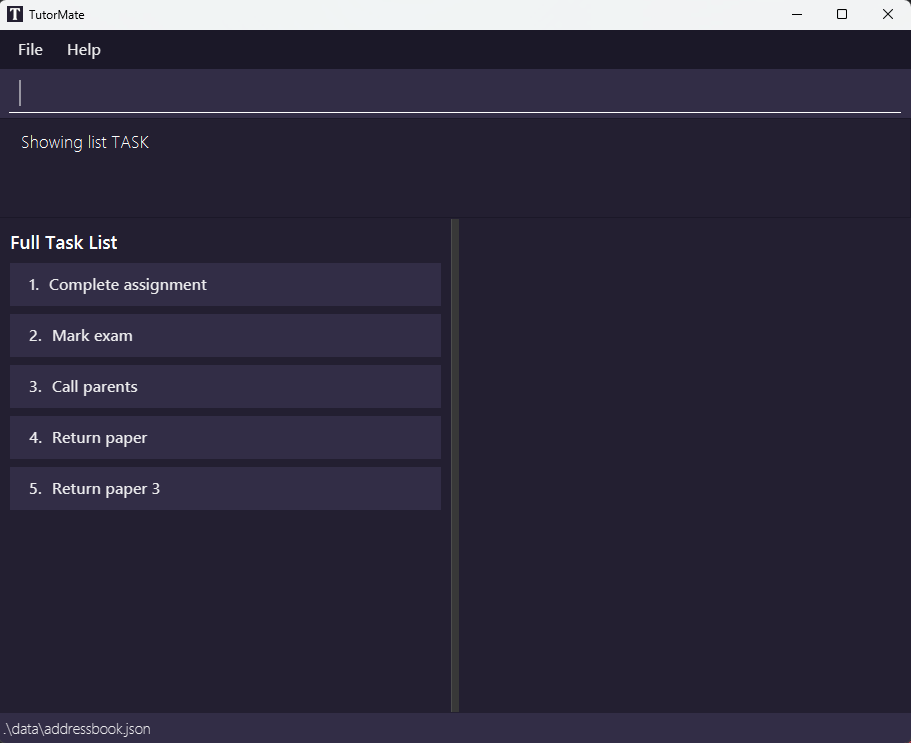 T TutorMate
File Help
Showing list TASK
Full Task List
1. Complete assignment
2. Mark exam
3. Call parents
4. Return paper
5. Return paper 3
.\data\addressbook.json